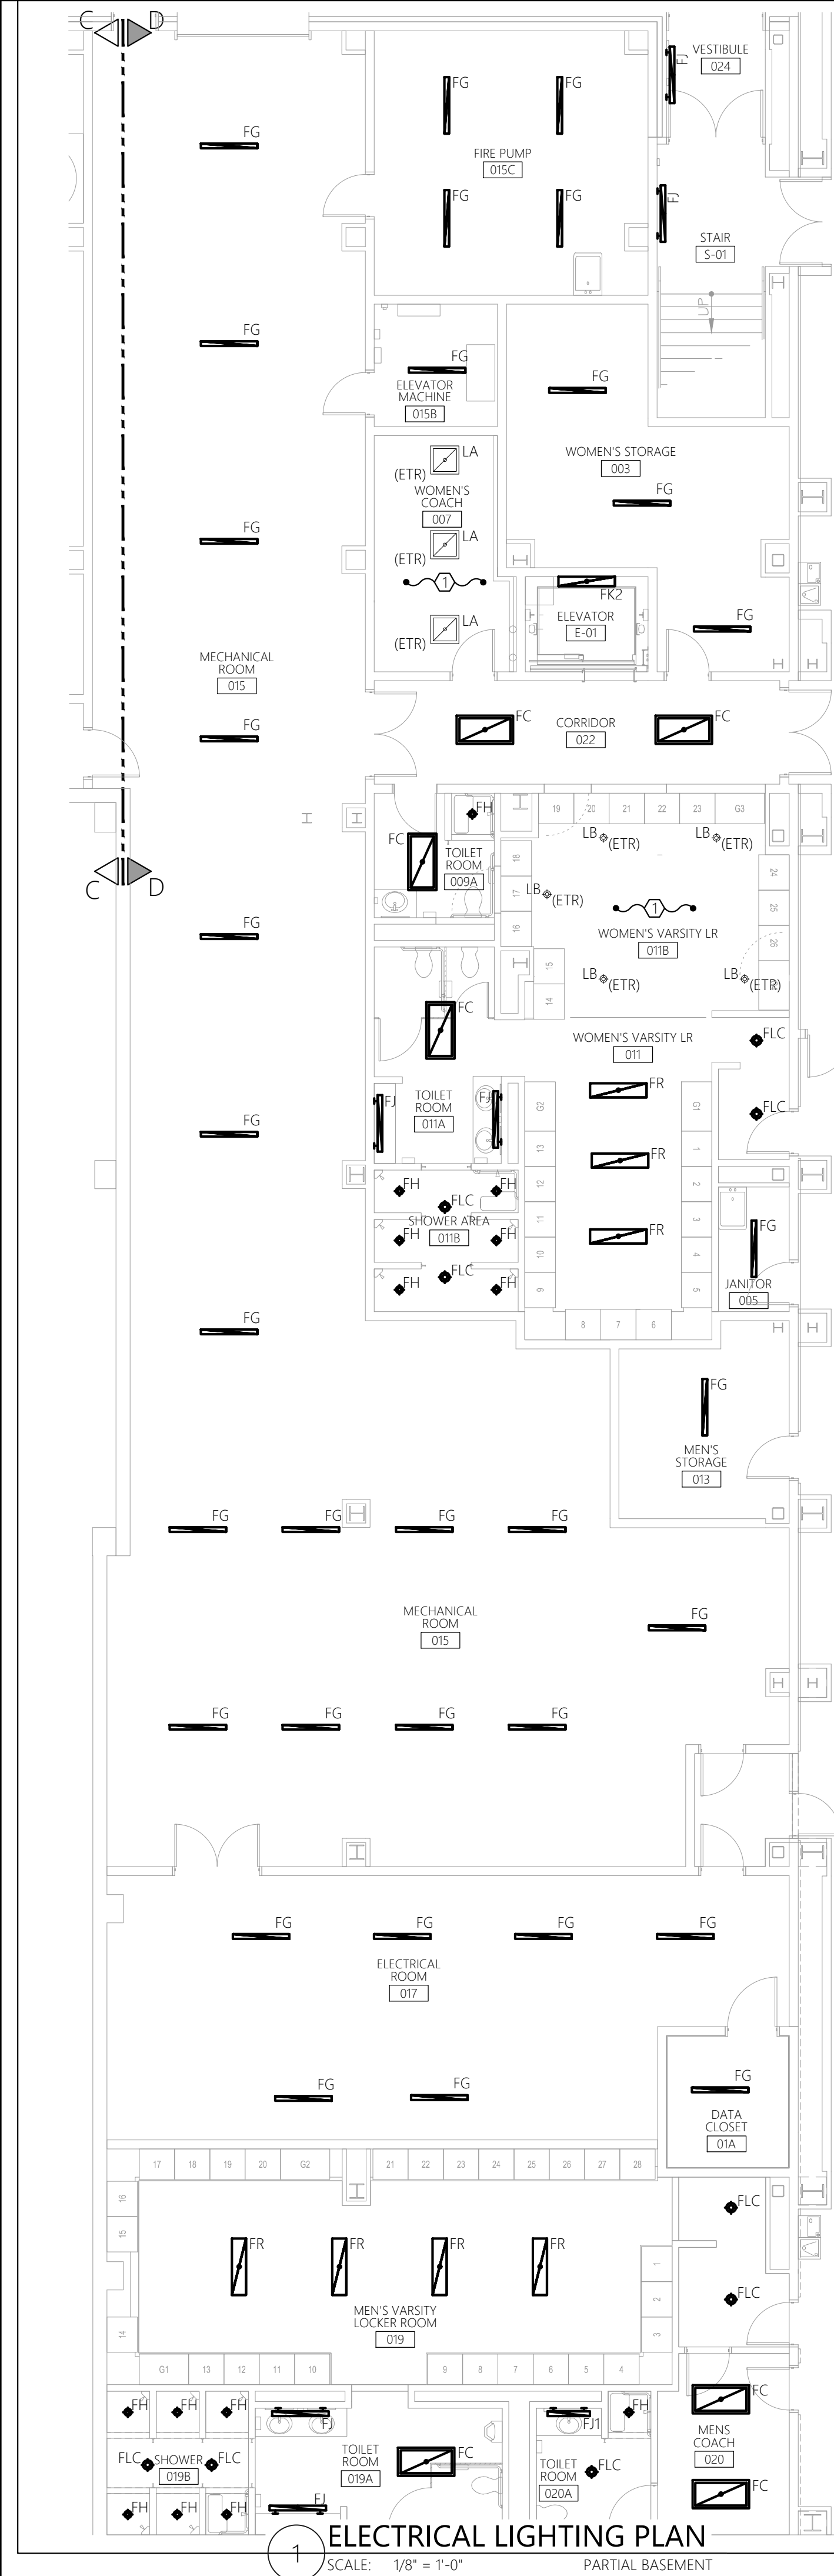 C D
FJ
VESTIBULE
024
FG FG
FG
FIRE PUMP
015C
FG FG
FJ
STAIR
S-01
UP
FG
FG
ELEVATOR
MACHINE
015B
FG
LA
(ETR)
WOMEN'S
COACH
007
WOMEN'S STORAGE
003
FG
FG
LA
(ETR)
1
FK2
ELEVATOR
E-01
LA
(ETR)
FG
MECHANICAL
ROOM
015
FG
FC
CORRIDOR
022
FC
FH
19 20 21 22 23 G3
FC
TOILET
ROOM
009A
LB (ETR)
LB (ETR)
18
17
16
24
25
26
C D
LB (ETR)
1
WOMEN'S VARSITY LR
011B
FG
15
14
LB (ETR)
LB (ETR)
FC
WOMEN'S VARSITY LR
011
FLC
FR
FJ
TOILET
ROOM
011A
FJ
G2
G1
FLC
FG
13
1
FR
FH
FH
12
2
FLC
SHOWER AREA
011B
FH
FH
11
3
FR
FG
10
4
FLC
FH
FH
9
5
JANITOR
005
8 7 6
FG
FG
MEN'S
STORAGE
013
FG FG FG FG
MECHANICAL
ROOM
015
FG
FG FG FG FG
FG FG FG FG
ELECTRICAL
ROOM
017
FG FG
FG
DATA
CLOSET
01A
17 18 19 20 G2 21 22 23 24 25 26 27 28
16
15
FLC
FR FR FR FR
1
2
3
FLC
MEN'S VARSITY
LOCKER ROOM
019
14
G1 13 12 11 10 9 8 7 6 5 4
FH FH FH
FJ
FJ1
FH
FC
MENS
COACH
020
TOILET
ROOM
019A
FC
FLC SHOWER FLC
019B
TOILET
ROOM
020A
FLC
FC
FH FH FH
FJ
1
ELECTRICAL LIGHTING PLAN
SCALE: 1/8" = 1'-0" PARTIAL BASEMENT